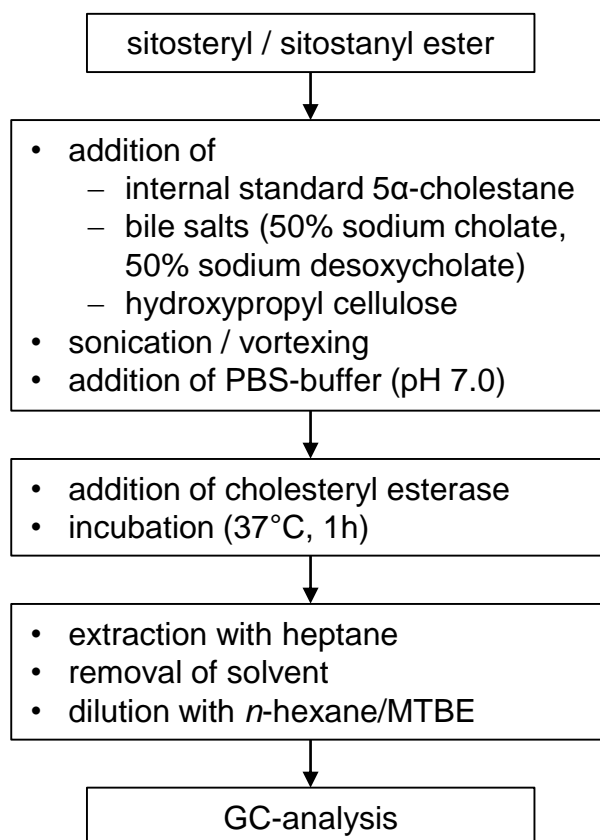 sitosteryl / sitostanyl ester
• addition of
– internal standard 5α-cholestane
– bile salts (50% sodium cholate,
50% sodium desoxycholate)
– hydroxypropyl cellulose
• sonication / vortexing
• addition of PBS-buffer (pH 7.0)
• addition of cholesteryl esterase
• incubation (37°C, 1h)
• extraction with heptane
• removal of solvent
• dilution with n-hexane/MTBE
GC-analysis